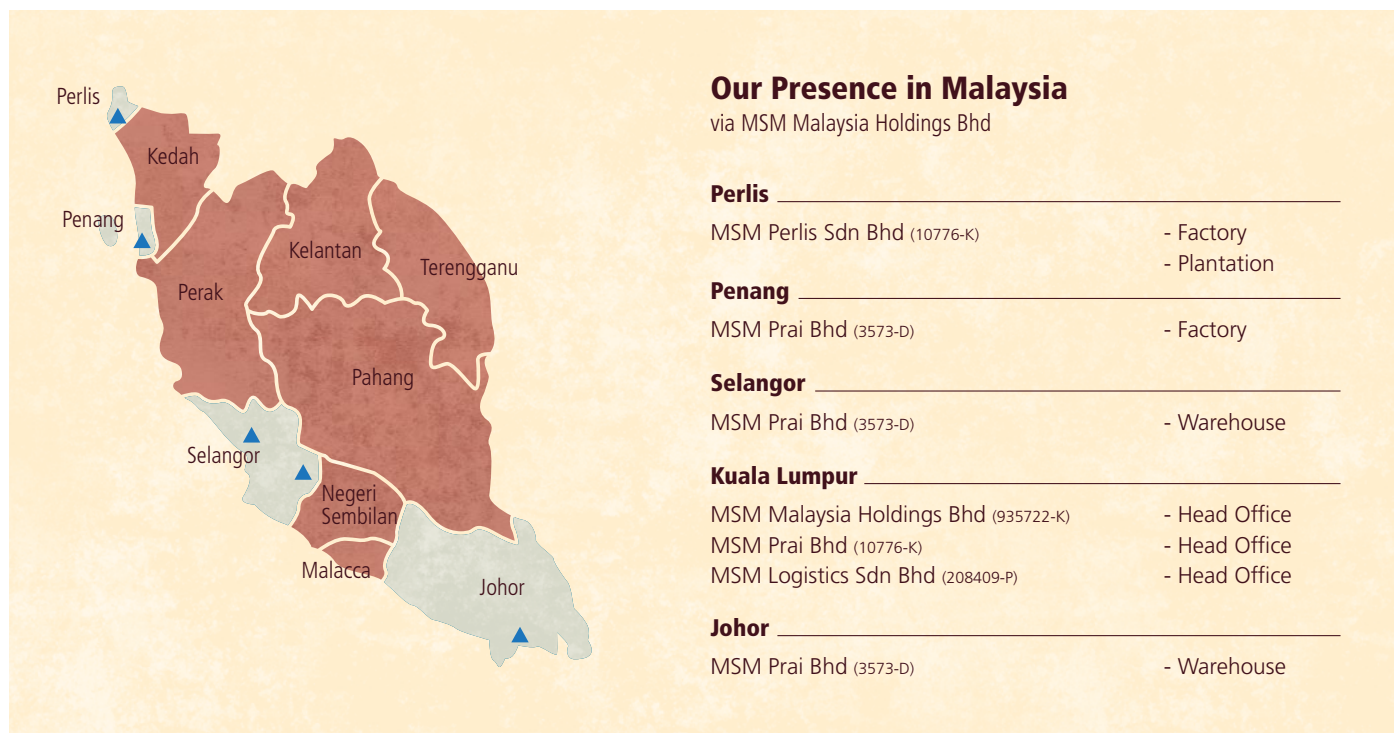 Perlis
Kedah
Penang
Kelantan
Terengganu
Perak
Pahang
Selangor
Negeri
Sembilan
Malacca
Johor
Our Presence in Malaysia
via MSM Malaysia Holdings Bhd
Perlis
MSM Perlis Sdn Bhd (10776-K) - Factory
- Plantation
Penang
MSM Prai Bhd (3573-D) - Factory
Selangor
MSM Prai Bhd (3573-D) - Warehouse
Kuala Lumpur
MSM Malaysia Holdings Bhd (935722-K) - Head Office
MSM Prai Bhd (10776-K) - Head Office
MSM Logistics Sdn Bhd (208409-P) - Head Office
Johor
MSM Prai Bhd (3573-D) - Warehouse